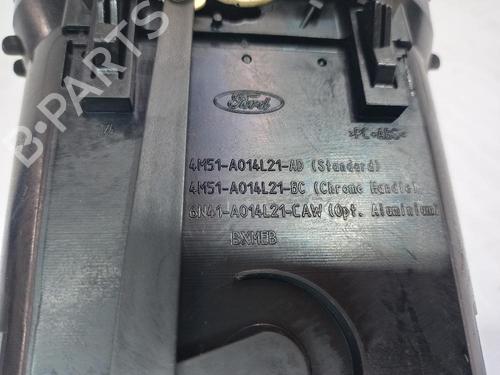 B-PARTS
Ford
>PC+ABS<
4M51-A014L21-AD (Standard)
4M51-A014L21-BC (Chrome Handle)
6N41-A014L21-CAW (Opt. Aluminium)
BXMEB